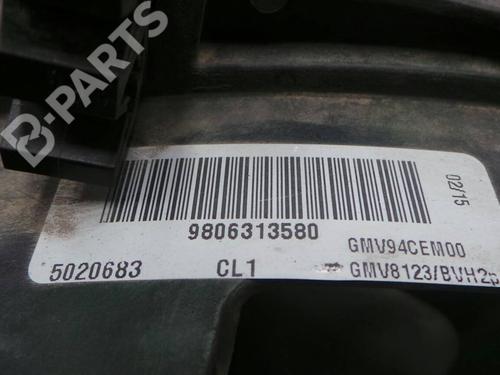 B-PARTS
02/15
9806313580
GMV94CEM00
5020683
CL1
GMV8123/BVH2p